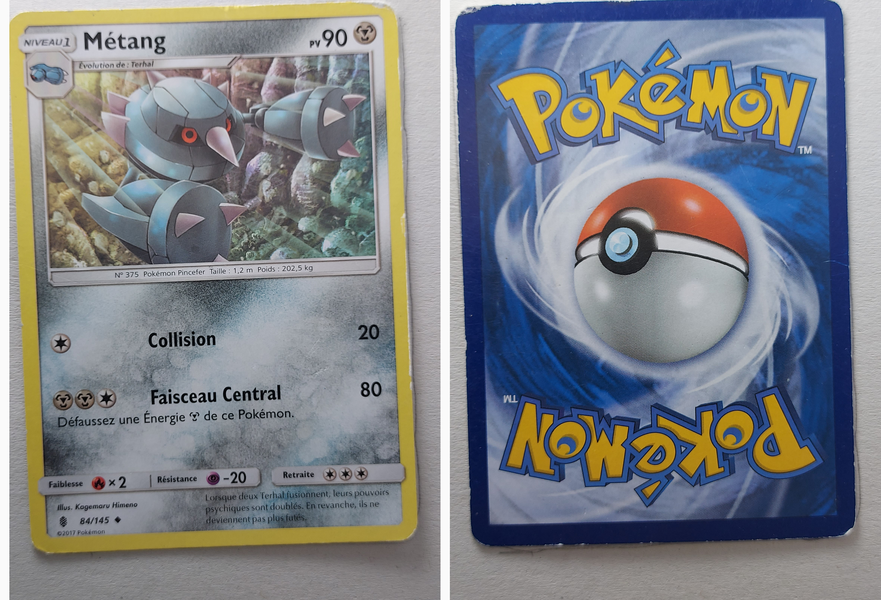 NIVEAU 1
Métang
PV 90
Évolution de : Terhal
N° 375 Pokémon Pincefer Taille : 1,2 m Poids : 202,5 kg
Collision 20
Faisceau Central 80
Défaussez une Énergie de ce Pokémon.
Faiblesse ×2 Résistance -20 Retraite
Illus. Kagemaru Himeno
84/145
©2017 Pokémon
Lorsque deux Terhal fusionnent, leurs pouvoirs
psychiques sont doublés. En revanche, ils ne
deviennent pas plus futés.
POKéMON
TM
TM
POKéMON